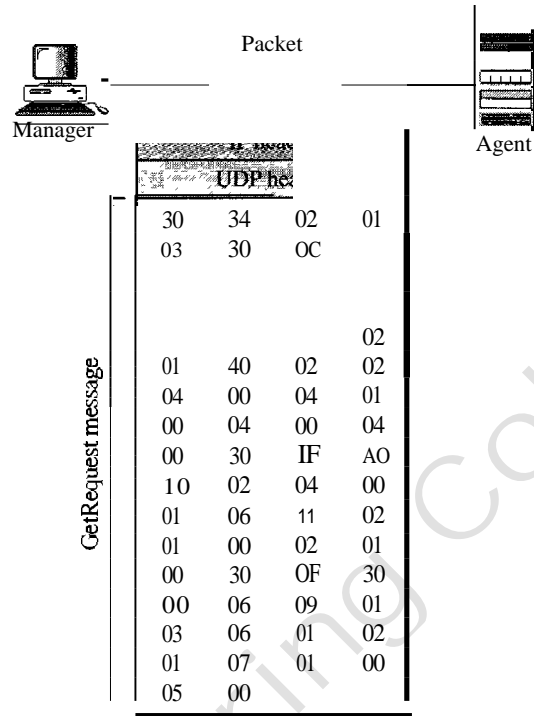 Packet
Manager
Agent
UDP
30 34 02 01
03 30 OC
02
01 40 02 02
04 00 04 01
00 04 00 04
00 30 IF AO
10 02 04 00
01 06 11 02
01 00 02 01
00 30 OF 30
00 06 09 01
03 06 01 02
01 07 01 00
05 00
GetRequest message